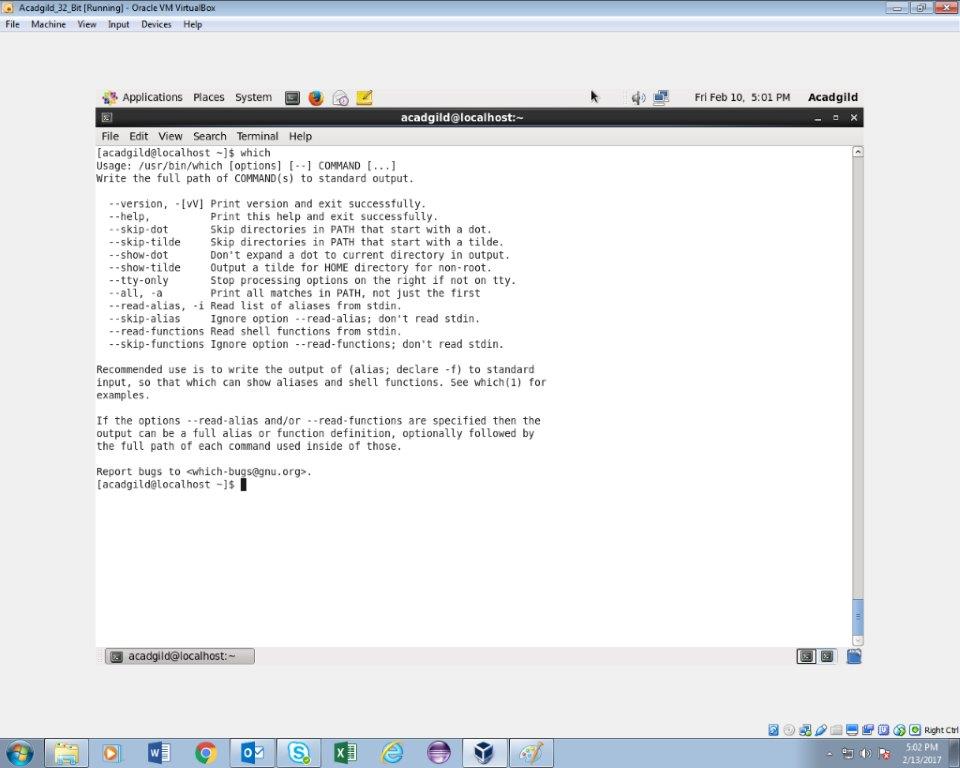 Acadgild_32_Bit [Running] - Oracle VM VirtualBox
File Machine View Input Devices Help
Applications Places System Fri Feb 10, 5:01 PM Acadgild
acadgild@localhost:~
File Edit View Search Terminal Help
[acadgild@localhost ~]$ which
Usage: /usr/bin/which [options] [--] COMMAND [...]
Write the full path of COMMAND(s) to standard output.
--version, -[vV] Print version and exit successfully.
--help, Print this help and exit successfully.
--skip-dot Skip directories in PATH that start with a dot.
--skip-tilde Skip directories in PATH that start with a tilde.
--show-dot Don't expand a dot to current directory in output.
--show-tilde Output a tilde for HOME directory for non-root.
--tty-only Stop processing options on the right if not on tty.
--all, -a Print all matches in PATH, not just the first
--read-alias, -i Read list of aliases from stdin.
--skip-alias Ignore option --read-alias; don't read stdin.
--read-functions Read shell functions from stdin.
--skip-functions Ignore option --read-functions; don't read stdin.
Recommended use is to write the output of (alias; declare -f) to standard
input, so that which can show aliases and shell functions. See which(1) for
examples.
If the options --read-alias and/or --read-functions are specified then the
output can be a full alias or function definition, optionally followed by
the full path of each command used inside of those.
Report bugs to <which-bugs@gnu.org>.
[acadgild@localhost ~]$
acadgild@localhost:~
Right Ctrl
5:02 PM
2/13/2017